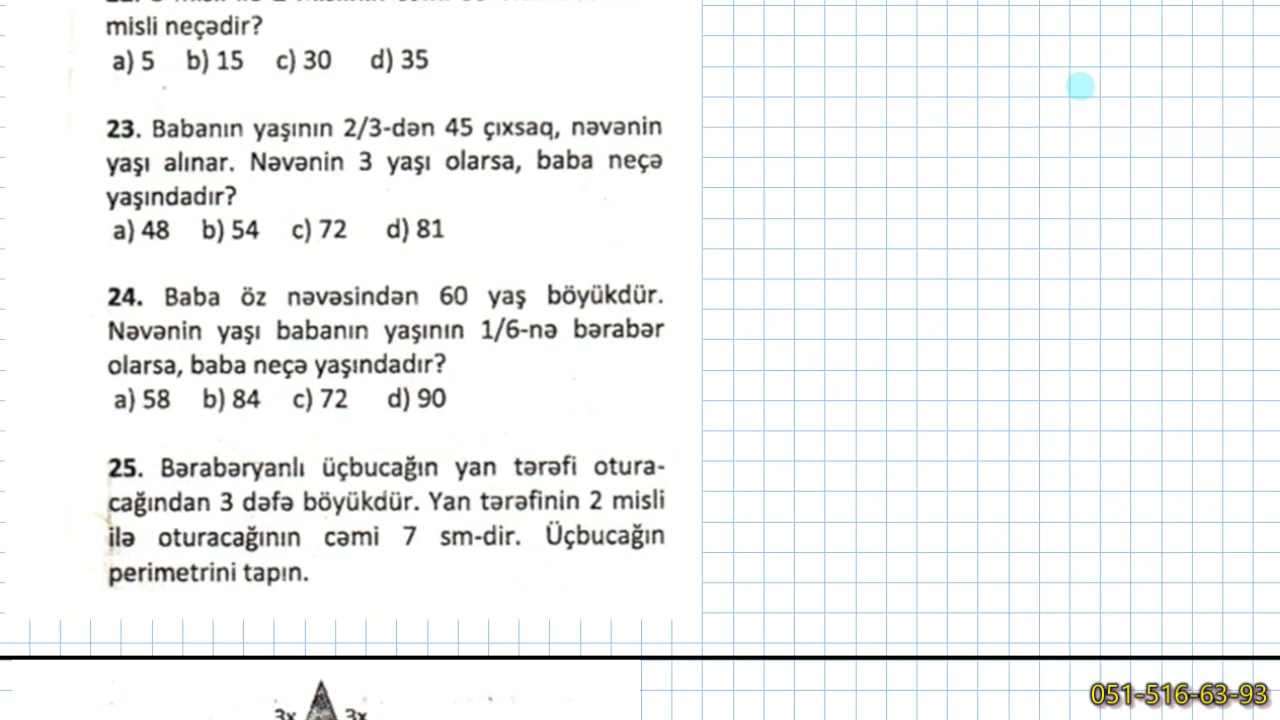 misli neçədir?
a) 5 b) 15 c) 30 d) 35
23. Babanın yaşının 2/3-dən 45 çıxsaq, nəvənin
yaşı alınar. Nəvənin 3 yaşı olarsa, baba neçə
yaşındadır?
a) 48 b) 54 c) 72 d) 81
24. Baba öz nəvəsindən 60 yaş böyükdür.
Nəvənin yaşı babanın yaşının 1/6-nə bərabər
olarsa, baba neçə yaşındadır?
a) 58 b) 84 c) 72 d) 90
25. Bərabəryanlı üçbucağın yan tərəfi otura-
cağından 3 dəfə böyükdür. Yan tərəfinin 2 misli
ilə oturacağının cəmi 7 sm-dir. Üçbucağın
perimetrini tapın.
3x 3x
051-516-63-93